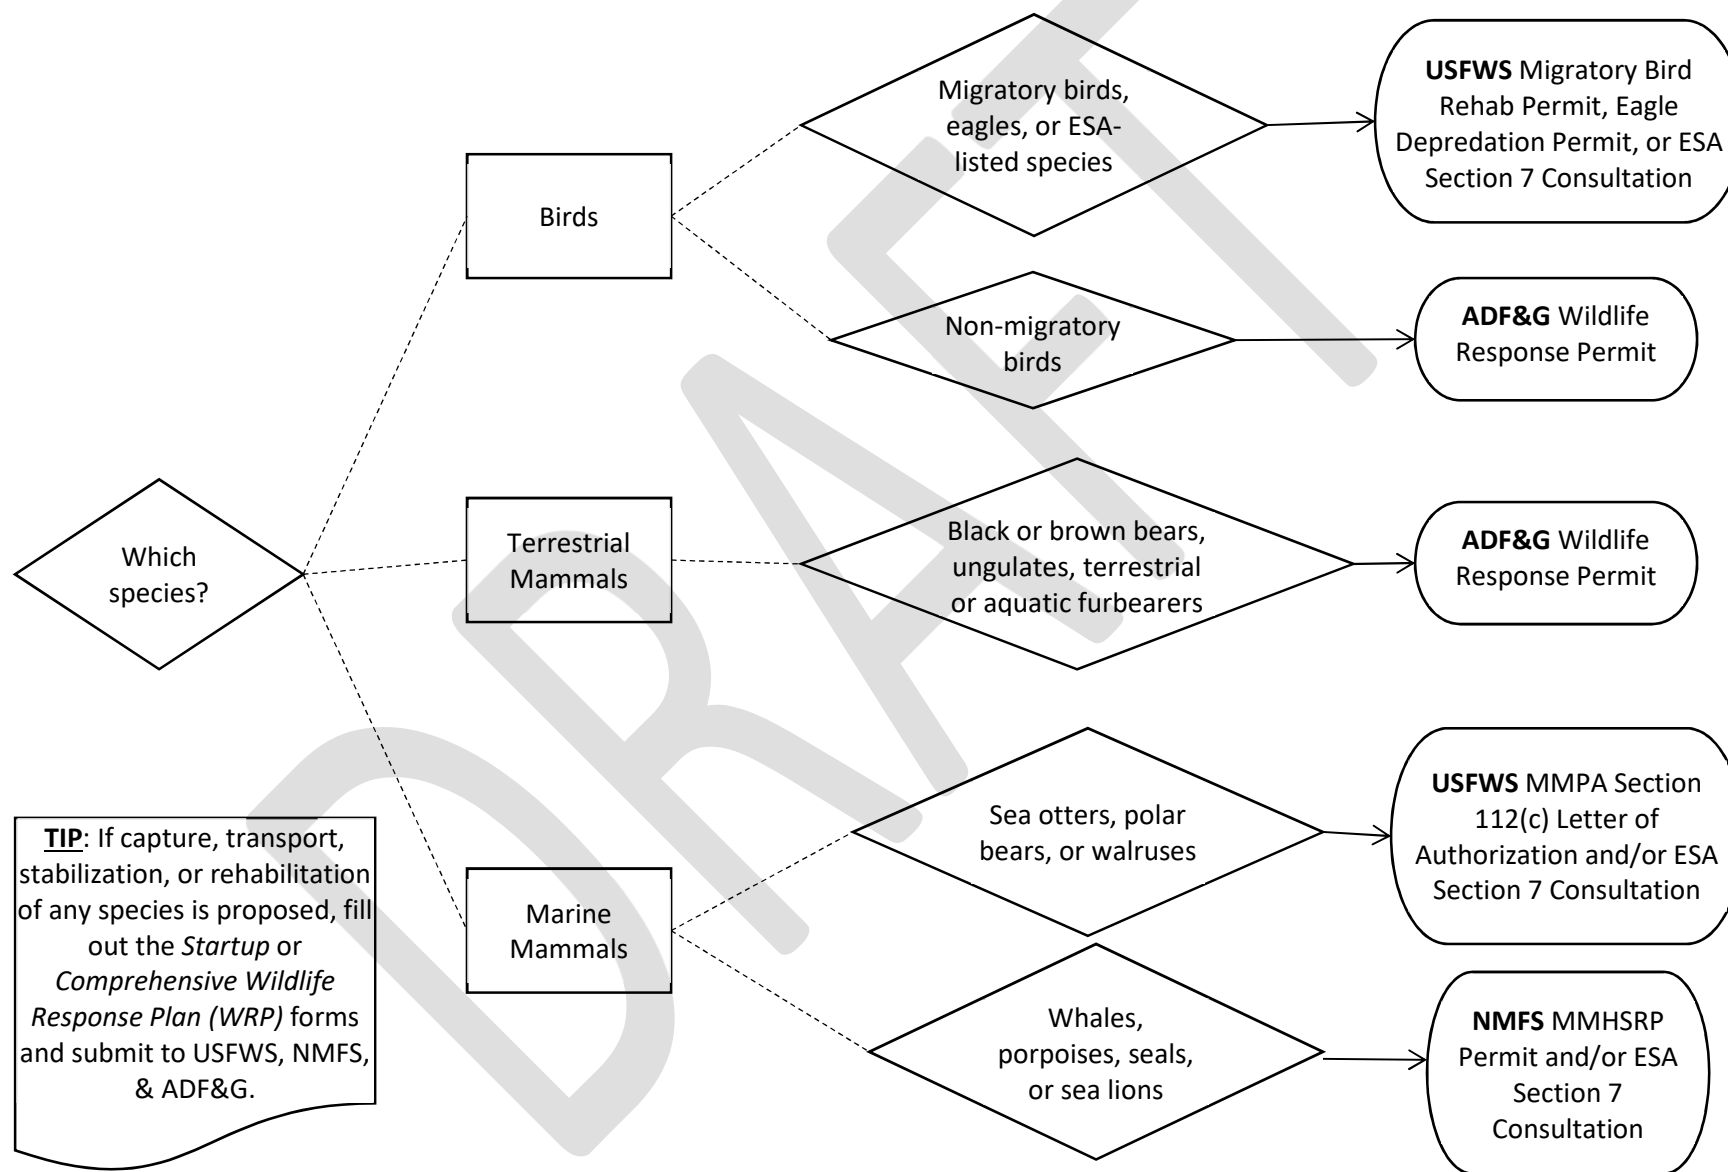 Which
species?
Birds
Migratory birds,
eagles, or ESA-
listed species
USFWS Migratory Bird
Rehab Permit, Eagle
Depredation Permit, or ESA
Section 7 Consultation
Non-migratory
birds
ADF&G Wildlife
Response Permit
Terrestrial
Mammals
Black or brown bears,
ungulates, terrestrial
or aquatic furbearers
ADF&G Wildlife
Response Permit
Marine
Mammals
Sea otters, polar
bears, or walruses
USFWS MMPA Section
112(c) Letter of
Authorization and/or ESA
Section 7 Consultation
Whales,
porpoises, seals,
or sea lions
NMFS MMHSRP
Permit and/or ESA
Section 7
Consultation
TIP: If capture, transport,
stabilization, or rehabilitation
of any species is proposed, fill
out the Startup or
Comprehensive Wildlife
Response Plan (WRP) forms
and submit to USFWS, NMFS,
& ADF&G.
DRAFT